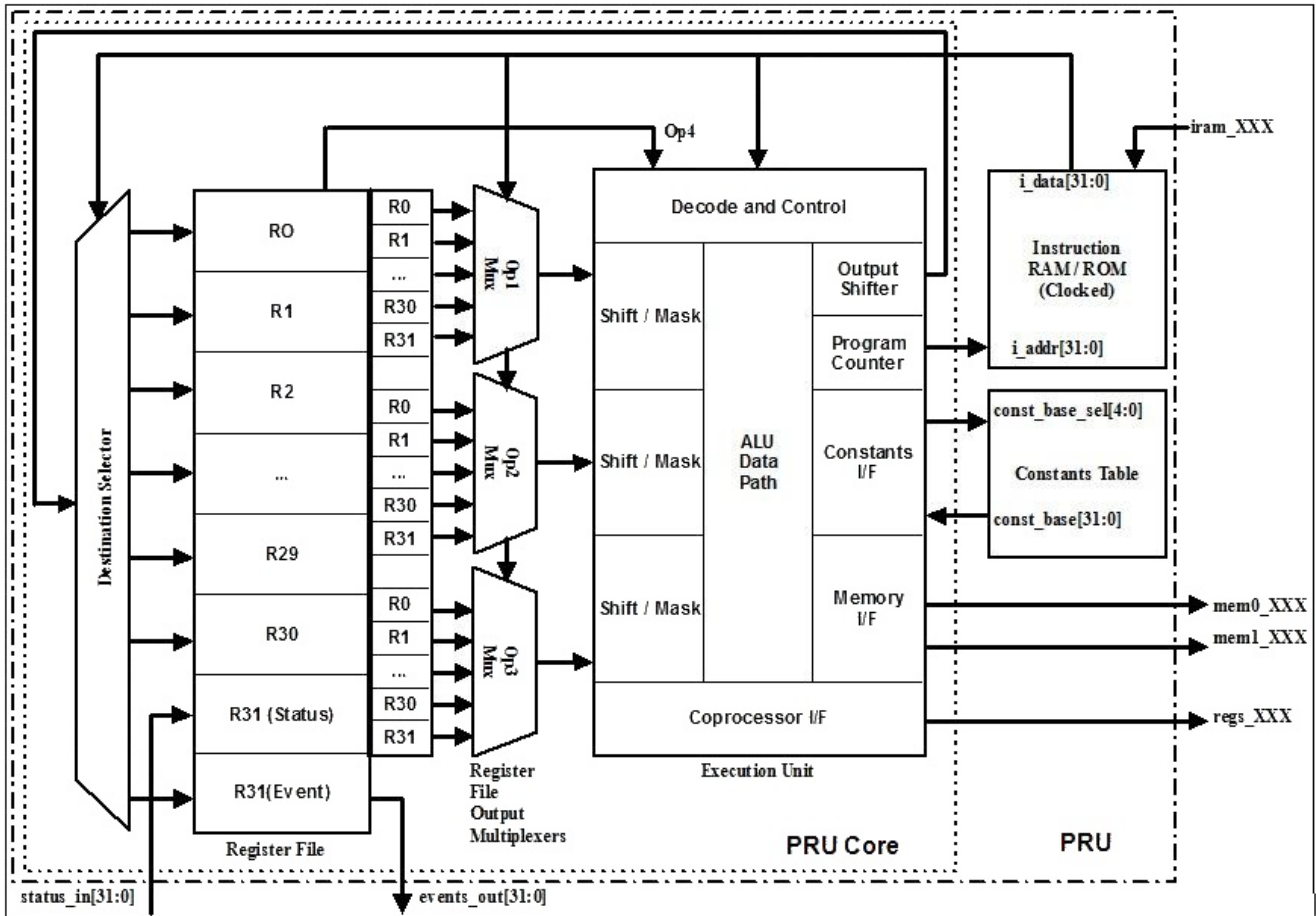 Op4
iram_XXX
R0
R1
R2
...
R29
R30
R31 (Status)
R31(Event)
Register File
Destination Selector
R0
R1
...
R30
R31
R0
R1
...
R30
R31
R0
R1
...
R30
R31
Op1
Mux
Op2
Mux
Op3
Mux
Register
File
Output
Multiplexers
Decode and Control
Shift / Mask
Shift / Mask
Shift / Mask
ALU
Data
Path
Output
Shifter
Program
Counter
Constants
I/F
Memory
I/F
Coprocessor I/F
Execution Unit
i_data[31:0]
Instruction
RAM / ROM
(Clocked)
i_addr[31:0]
const_base_sel[4:0]
Constants Table
const_base[31:0]
mem0_XXX
mem1_XXX
regs_XXX
PRU Core
PRU
status_in[31:0]
events_out[31:0]